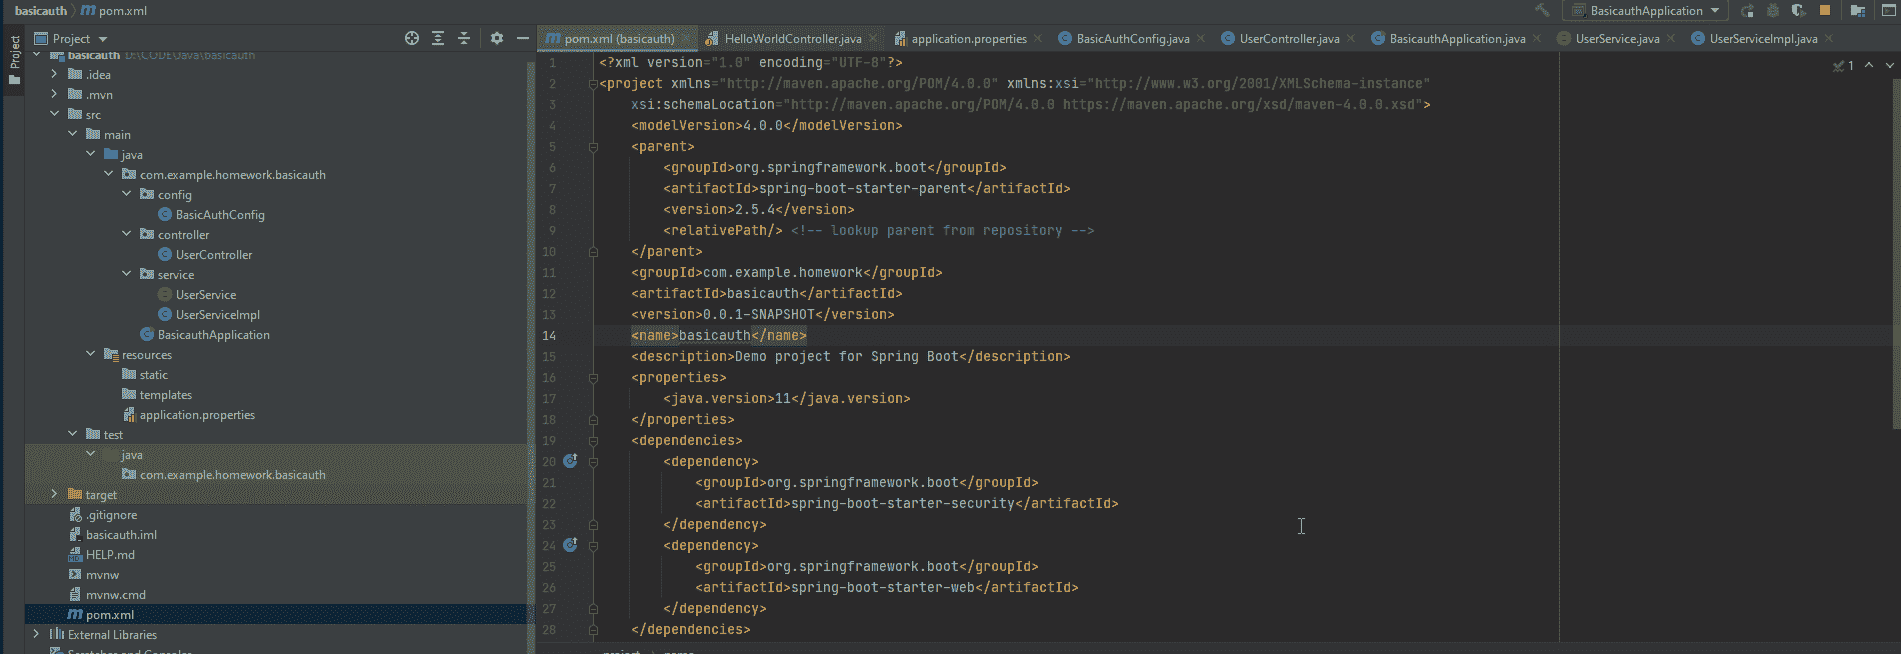 basicauth pom.xml
BasicauthApplication
Project
Project
pom.xml (basicauth)
HelloWorldController.java
application.properties
BasicAuthConfig.java
UserController.java
BasicauthApplication.java
UserService.java
UserServiceImpl.java
basicauth D:\CODE\Java\basicauth
.idea
.mvn
src
main
java
com.example.homework.basicauth
config
BasicAuthConfig
controller
UserController
service
UserService
UserServiceImpl
BasicauthApplication
resources
static
templates
application.properties
test
java
com.example.homework.basicauth
target
.gitignore
basicauth.iml
HELP.md
mvnw
mvnw.cmd
pom.xml
External Libraries
Scratches and Consoles
1
1 <?xml version="1.0" encoding="UTF-8"?>
2 <project xmlns="http://maven.apache.org/POM/4.0.0" xmlns:xsi="http://www.w3.org/2001/XMLSchema-instance"
3 xsi:schemaLocation="http://maven.apache.org/POM/4.0.0 https://maven.apache.org/xsd/maven-4.0.0.xsd">
4 <modelVersion>4.0.0</modelVersion>
5 <parent>
6 <groupId>org.springframework.boot</groupId>
7 <artifactId>spring-boot-starter-parent</artifactId>
8 <version>2.5.4</version>
9 <relativePath/> <!-- lookup parent from repository -->
10 </parent>
11 <groupId>com.example.homework</groupId>
12 <artifactId>basicauth</artifactId>
13 <version>0.0.1-SNAPSHOT</version>
14 <name>basicauth</name>
15 <description>Demo project for Spring Boot</description>
16 <properties>
17 <java.version>11</java.version>
18 </properties>
19 <dependencies>
20 <dependency>
21 <groupId>org.springframework.boot</groupId>
22 <artifactId>spring-boot-starter-security</artifactId>
23 </dependency>
24 <dependency>
25 <groupId>org.springframework.boot</groupId>
26 <artifactId>spring-boot-starter-web</artifactId>
27 </dependency>
28 </dependencies>
project name